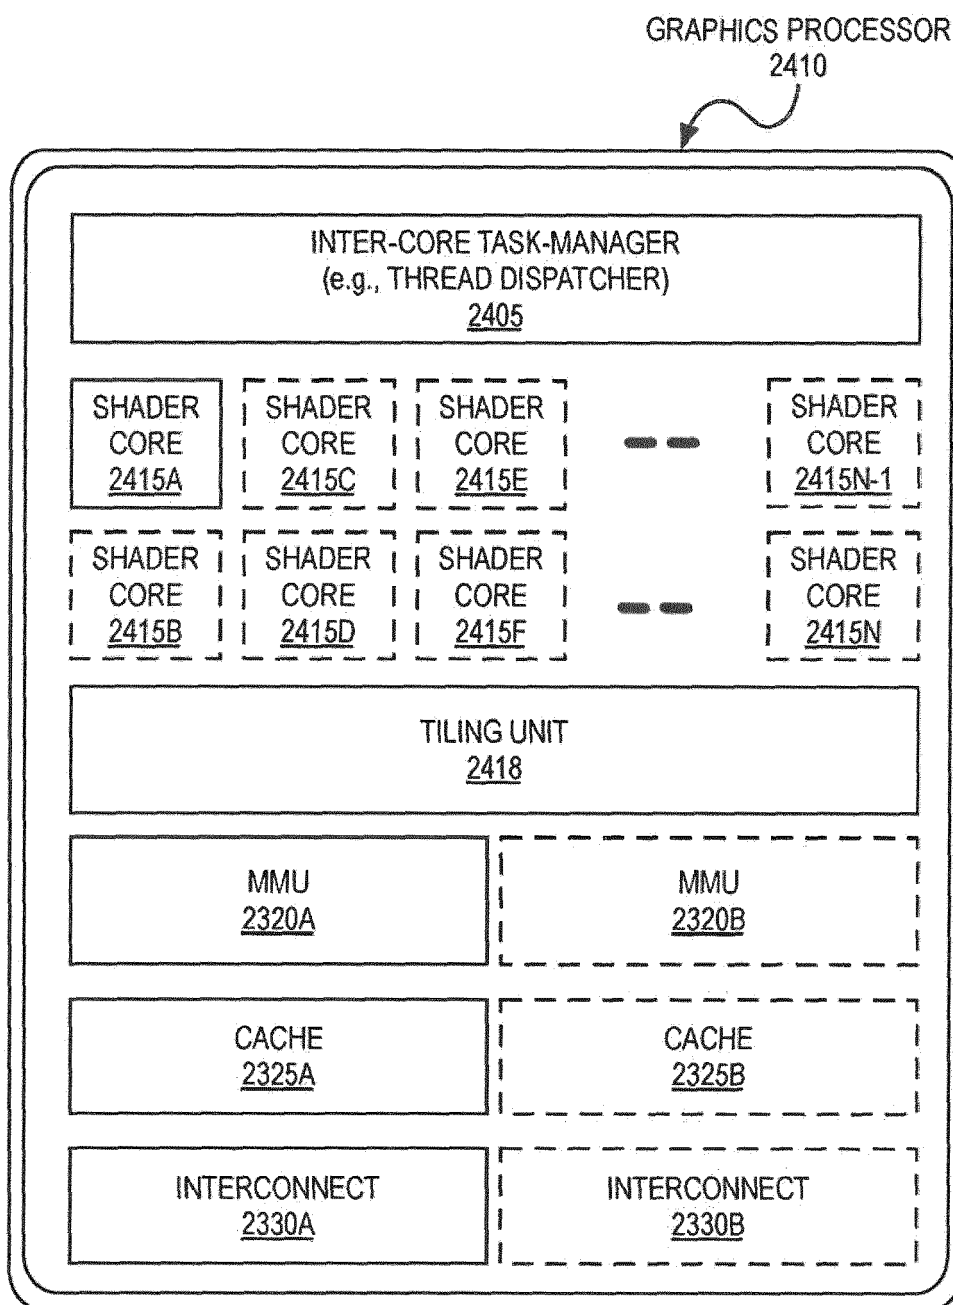 GRAPHICS PROCESSOR
2410
INTER-CORE TASK-MANAGER
(e.g., THREAD DISPATCHER)
2405
SHADER
CORE
2415A
SHADER
CORE
2415C
SHADER
CORE
2415E
SHADER
CORE
2415N-1
SHADER
CORE
2415B
SHADER
CORE
2415D
SHADER
CORE
2415F
SHADER
CORE
2415N
TILING UNIT
2418
MMU
2320A
MMU
2320B
CACHE
2325A
CACHE
2325B
INTERCONNECT
2330A
INTERCONNECT
2330B